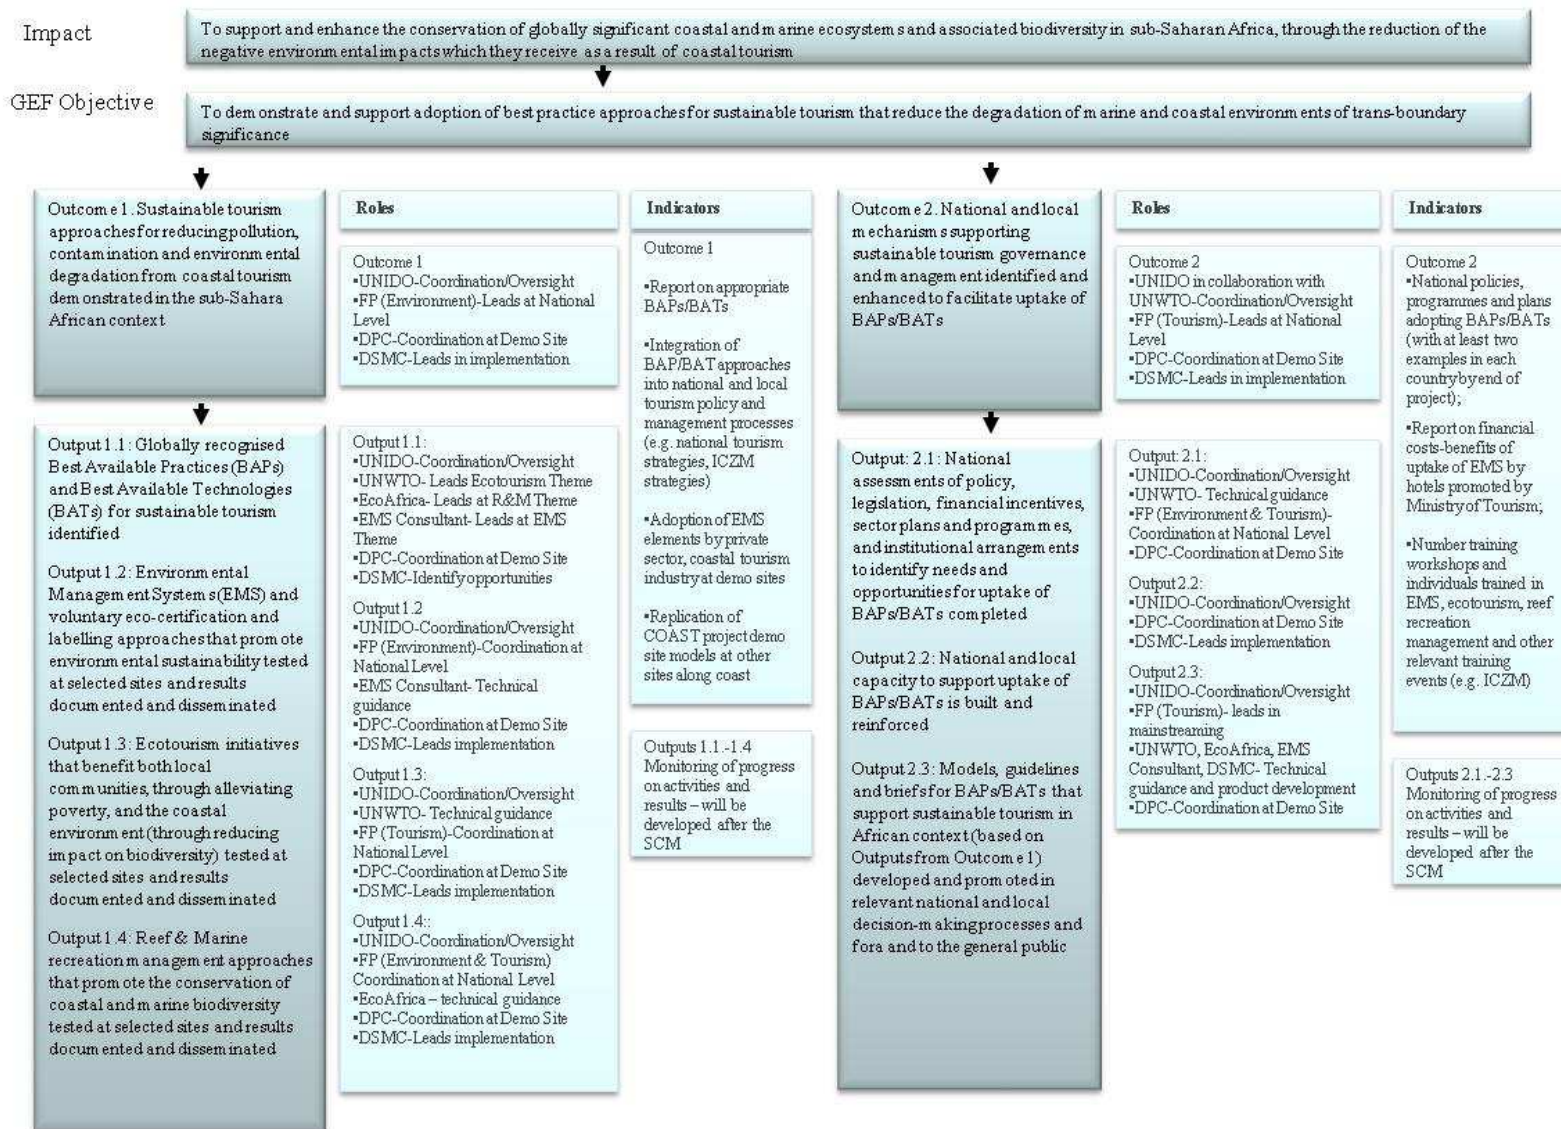 Impact
To support and enhance the conservation of globally significant coastal and marine ecosystems and associated biodiversity in sub-Saharan Africa, through the reduction of the
negative environmental impacts which they receive as a result of coastal tourism
GEF Objective
To demonstrate and support adoption of best practice approaches for sustainable tourism that reduce the degradation of marine and coastal environments of trans-boundary
significance
Outcome 1. Sustainable tourism
approaches for reducing pollution,
contamination and environmental
degradation from coastal tourism
demonstrated in the sub-Sahara
African context
Roles
Outcome 1
▪UNIDO-Coordination/Oversight
▪FP (Environment)-Leads at National
Level
▪DPC-Coordination at Demo Site
▪DSMC-Leads in implementation
Indicators
Outcome 1
▪Report on appropriate
BAPs/BATs
▪Integration of
BAP/BAT approaches
into national and local
tourism policy and
management processes
(e.g. national tourism
strategies, ICZM
strategies)
▪Adoption of EMS
elements by private
sector, coastal tourism
industry at demo sites
▪Replication of
COAST project demo
site models at other
sites along coast
Output 1.1: Globally recognised
Best Available Practices (BAPs)
and Best Available Technologies
(BATs) for sustainable tourism
identified
Output 1.2: Environmental
Management Systems (EMS) and
voluntary eco-certification and
labelling approaches that promote
environmental sustainability tested
at selected sites and results
documented and disseminated
Output 1.3: Ecotourism initiatives
that benefit both local
communities, through alleviating
poverty, and the coastal
environment (through reducing
impact on biodiversity) tested at
selected sites and results
documented and disseminated
Output 1.4: Reef & Marine
recreation management approaches
that promote the conservation of
coastal and marine biodiversity
tested at selected sites and results
documented and disseminated
Output 1.1:
▪UNIDO-Coordination/Oversight
▪UNWTO- Leads Ecotourism Theme
▪EcoAfrica- Leads at R&M Theme
▪EMS Consultant- Leads at EMS
Theme
▪DPC-Coordination at Demo Site
▪DSMC-Identify opportunities
Output 1.2
▪UNIDO-Coordination/Oversight
▪FP (Environment)-Coordination at
National Level
▪EMS Consultant- Technical
guidance
▪DPC-Coordination at Demo Site
▪DSMC-Leads implementation
Output 1.3:
▪UNIDO-Coordination/Oversight
▪UNWTO- Technical guidance
▪FP (Tourism)-Coordination at
National Level
▪DPC-Coordination at Demo Site
▪DSMC-Leads implementation
Output 1.4::
▪UNIDO-Coordination/Oversight
▪FP (Environment & Tourism)
Coordination at National Level
▪EcoAfrica – technical guidance
▪DPC-Coordination at Demo Site
▪DSMC-Leads implementation
Outputs 1.1.-1.4
Monitoring of progress
on activities and
results – will be
developed after the
SCM
Outcome 2. National and local
mechanisms supporting
sustainable tourism governance
and management identified and
enhanced to facilitate uptake of
BAPs/BATs
Roles
Outcome 2
▪UNIDO in collaboration with
UNWTO-Coordination/Oversight
▪FP (Tourism)-Leads at National
Level
▪DPC-Coordination at Demo Site
▪DSMC-Leads in implementation
Indicators
Outcome 2
▪National policies,
programmes and plans
adopting BAPs/BATs
(with at least two
examples in each
country by end of
project);
▪Report on financial
costs-benefits of
uptake of EMS by
hotels promoted by
Ministry of Tourism;
▪Number training
workshops and
individuals trained in
EMS, ecotourism, reef
recreation
management and other
relevant training
events (e.g. ICZM)
Output: 2.1: National
assessments of policy,
legislation, financial incentives,
sector plans and programmes,
and institutional arrangements
to identify needs and
opportunities for uptake of
BAPs/BATs completed
Output 2.2: National and local
capacity to support uptake of
BAPs/BATs is built and
reinforced
Output 2.3: Models, guidelines
and briefs for BAPs/BATs that
support sustainable tourism in
African context (based on
Outputs from Outcome 1)
developed and promoted in
relevant national and local
decision-making processes and
fora and to the general public
Output: 2.1:
▪UNIDO-Coordination/Oversight
▪UNWTO- Technical guidance
▪FP (Environment & Tourism)-
Coordination at National Level
▪DPC-Coordination at Demo Site
Output 2.2:
▪UNIDO-Coordination/Oversight
▪DPC-Coordination at Demo Site
▪DSMC-Leads implementation
Output 2.3:
▪UNIDO-Coordination/Oversight
▪FP (Tourism)- leads in
mainstreaming
▪UNWTO, EcoAfrica, EMS
Consultant, DSMC- Technical
guidance and product development
▪DPC-Coordination at Demo Site
Outputs 2.1.-2.3
Monitoring of progress
on activities and
results – will be
developed after the
SCM